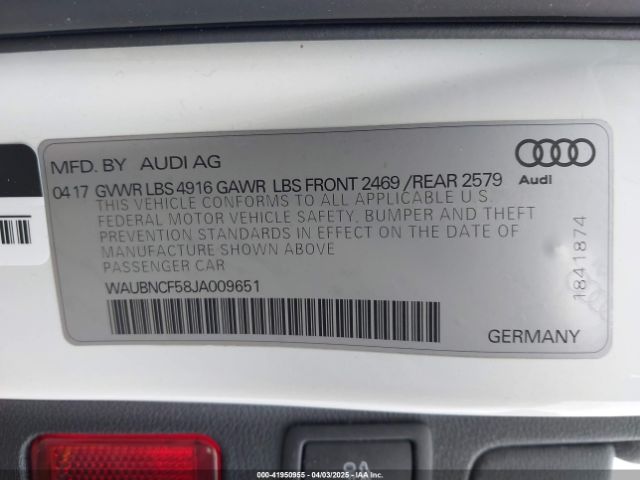 MFD. BY AUDI AG
04 17 GVWR LBS 4916 GAWR LBS FRONT 2469 /REAR 2579
THIS VEHICLE CONFORMS TO ALL APPLICABLE U.S.
FEDERAL MOTOR VEHICLE SAFETY, BUMPER AND THEFT
PREVENTION STANDARDS IN EFFECT ON THE DATE OF
MANUFACTURE SHOWN ABOVE
PASSENGER CAR
WAUBNCF58JA009651
Audi
1841874
GERMANY
000-41950955 - 04/03/2025 - IAAI.com